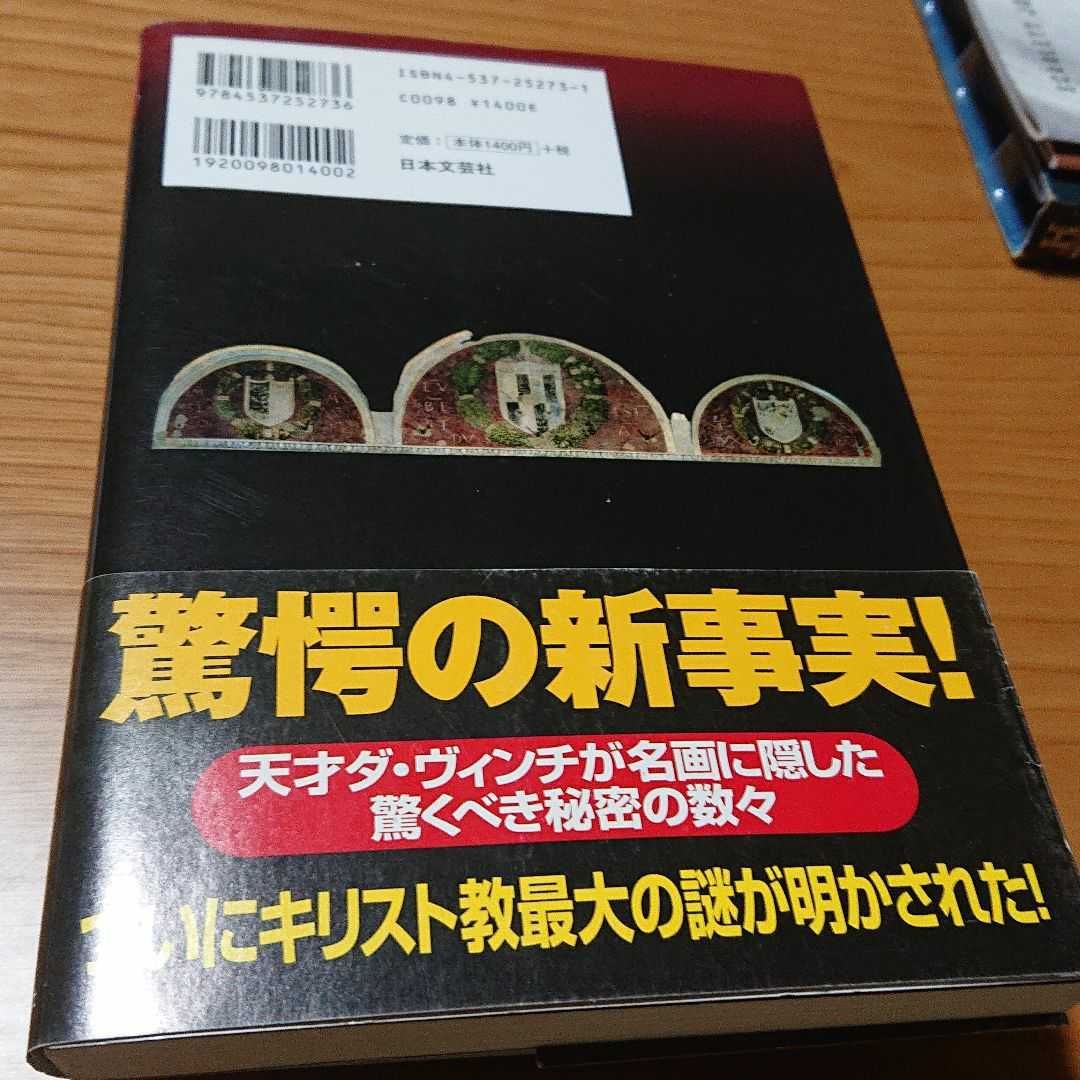 ISBN4-537-25273-1
C0098 ¥1400E
9784537252736
定価：本体1400円+税
日本文芸社
1920098014002
驚愕の新事実!
天才ダ・ヴィンチが名画に隠した
驚くべき秘密の数々
ついにキリスト教最大の謎が明かされた!